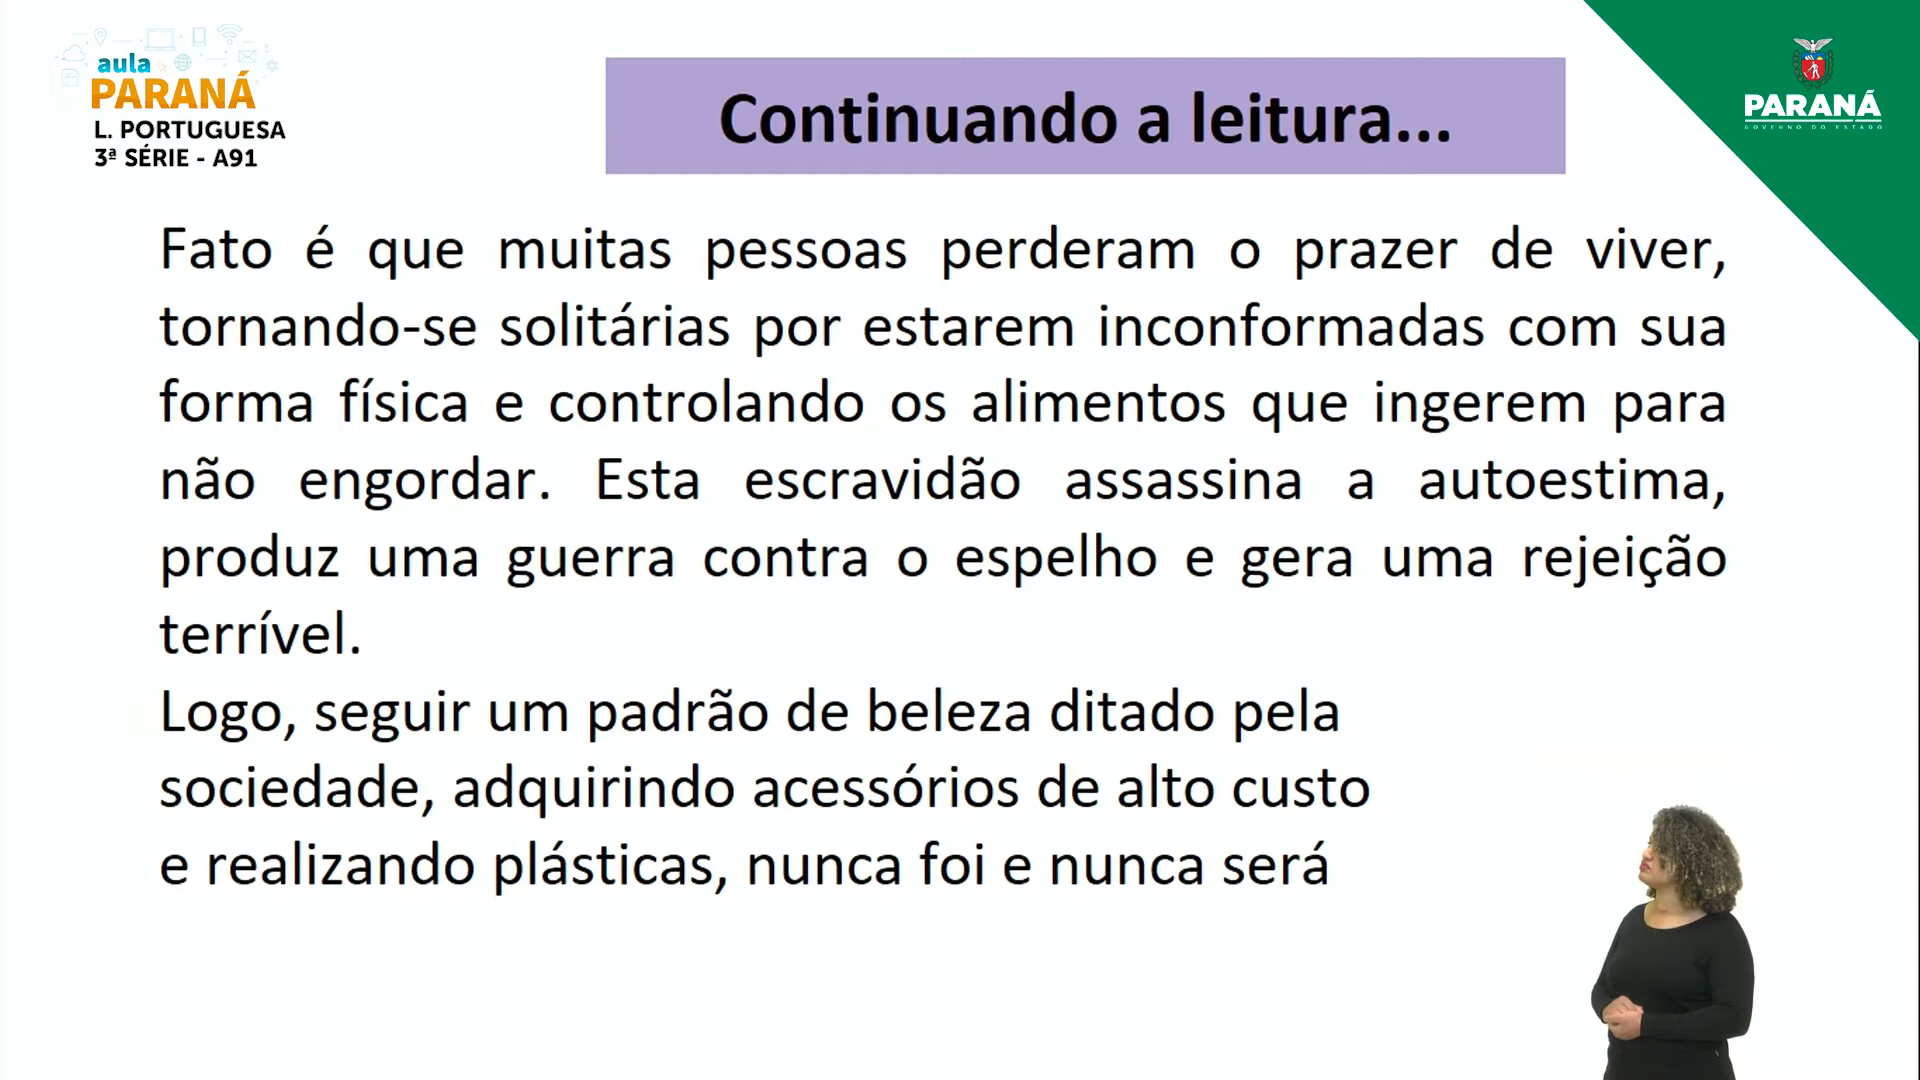 aula
PARANÁ
L. PORTUGUESA
3ª SÉRIE - A91
Continuando a leitura...
PARANÁ
GOVERNO DO ESTADO
Fato é que muitas pessoas perderam o prazer de viver,
tornando-se solitárias por estarem inconformadas com sua
forma física e controlando os alimentos que ingerem para
não engordar. Esta escravidão assassina a autoestima,
produz uma guerra contra o espelho e gera uma rejeição
terrível.
Logo, seguir um padrão de beleza ditado pela
sociedade, adquirindo acessórios de alto custo
e realizando plásticas, nunca foi e nunca será